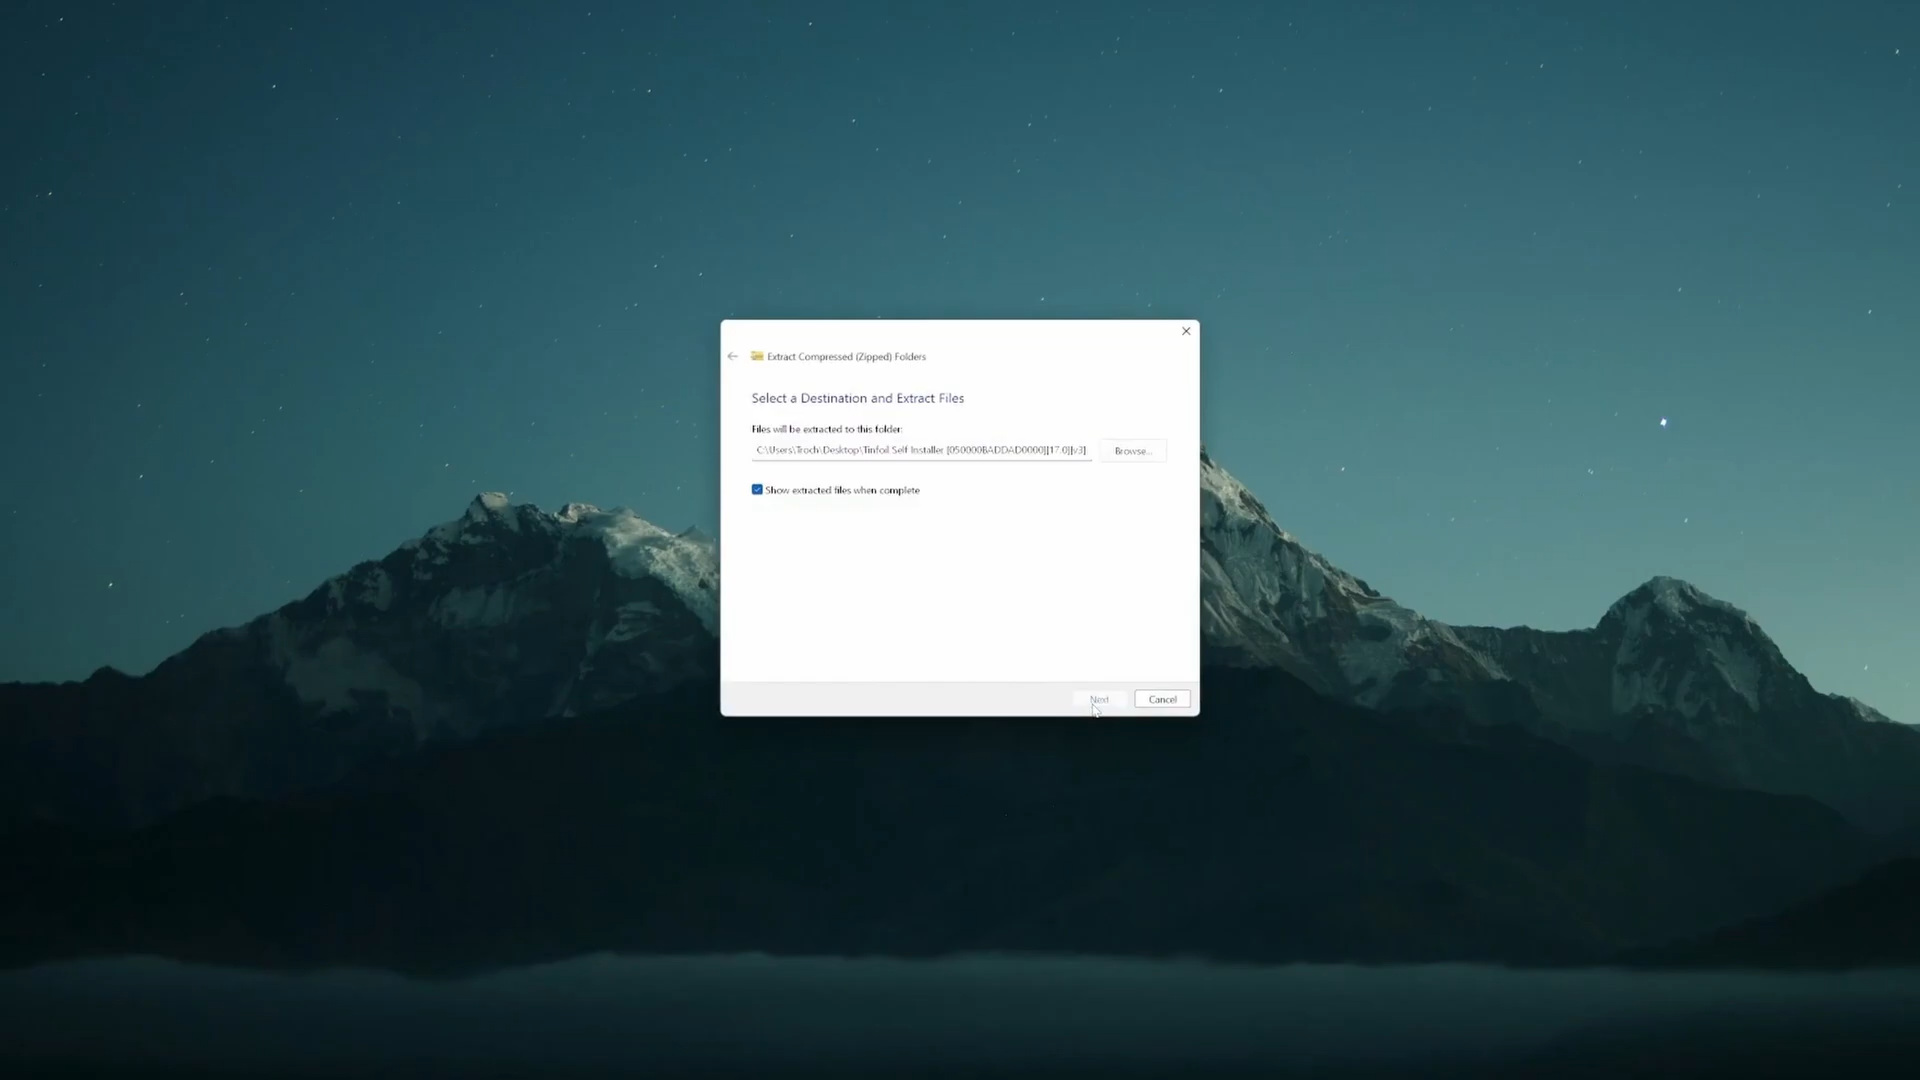 Extract Compressed (Zipped) Folders
Select a Destination and Extract Files
Files will be extracted to this folder:
C:\Users\Troch\Desktop\Tinfoil Self Installer [050000BADDAD0000][17.0][v3].
Browse...
Show extracted files when complete
Next
Cancel